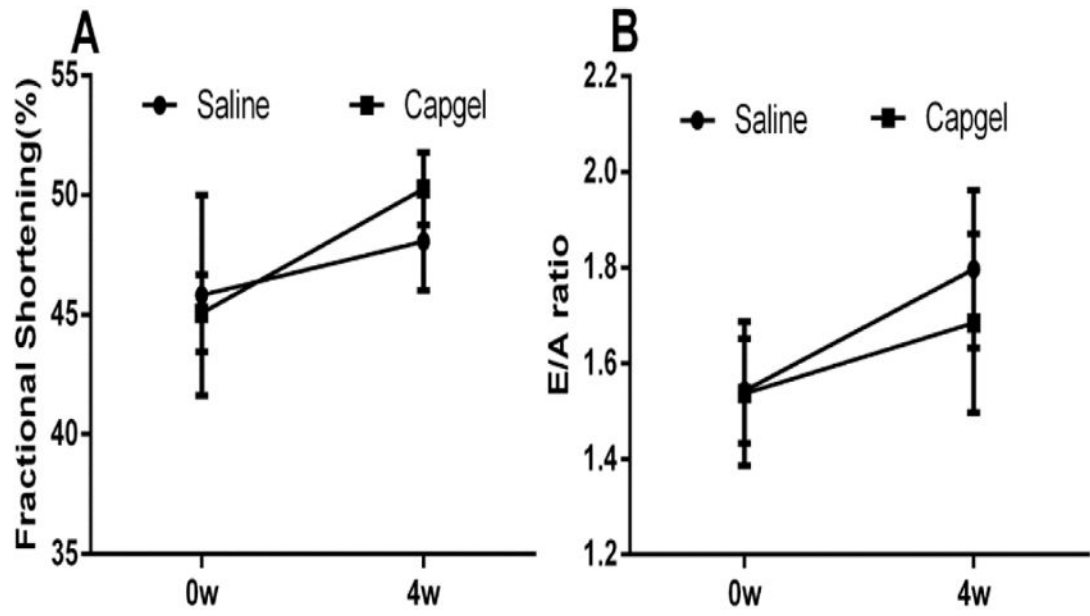 A
Fractional Shortening(%)
55
50
45
40
35
Saline
Capgel
0w
4w
B
E/A ratio
2.2
2.0
1.8
1.6
1.4
1.2
Saline
Capgel
0w
4w